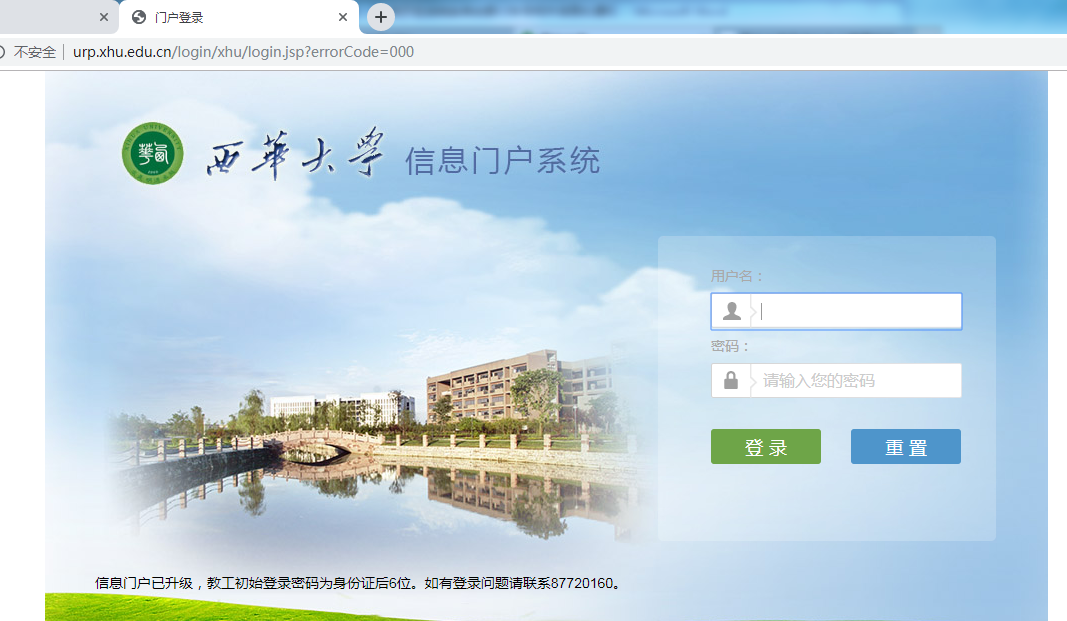 门户登录
不安全 urp.xhu.edu.cn/login/xhu/login.jsp?errorCode=000
西華大学 信息门户系统
用户名：
密码：
请输入您的密码
登 录 重 置
信息门户已升级，教工初始登录密码为身份证后6位。如有登录问题请联系87720160。